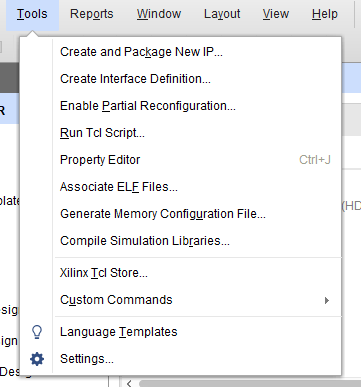 Tools Reports Window Layout View Help
Create and Package New IP...
Create Interface Definition...
Enable Partial Reconfiguration...
Run Tcl Script...
Property Editor Ctrl+J
Associate ELF Files...
Generate Memory Configuration File...
Compile Simulation Libraries...
Xilinx Tcl Store...
Custom Commands
Language Templates
Settings...
R
plate
(HD
sig
ign
Desig